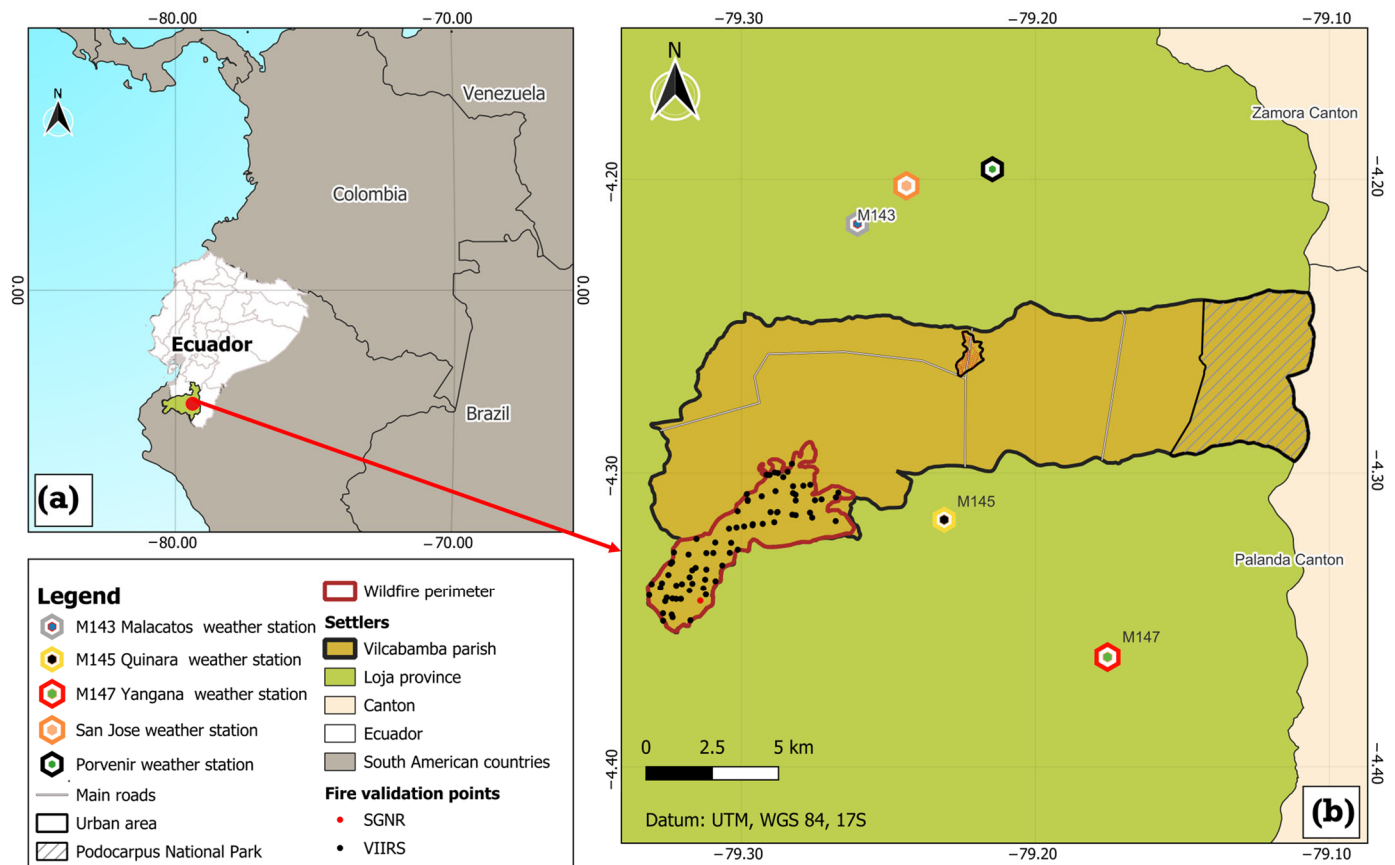 −80.00
−70.00
N
Venezuela
Colombia
0.00
0.00
Ecuador
Brazil
(a)
−80.00
−70.00
Legend
M143 Malacatos weather station
M145 Quinara weather station
M147 Yangana weather station
San Jose weather station
Porvenir weather station
Main roads
Urban area
Podocarpus National Park
Wildfire perimeter
Settlers
Vilcabamba parish
Loja province
Canton
Ecuador
South American countries
Fire validation points
SGNR
VIIRS
−79.30
−79.20
−79.10
N
Zamora Canton
−4.20
−4.20
M143
−4.30
−4.30
M145
Palanda Canton
M147
0 2.5 5 km
−4.40
−4.40
Datum: UTM, WGS 84, 17S
(b)
−79.30
−79.20
−79.10